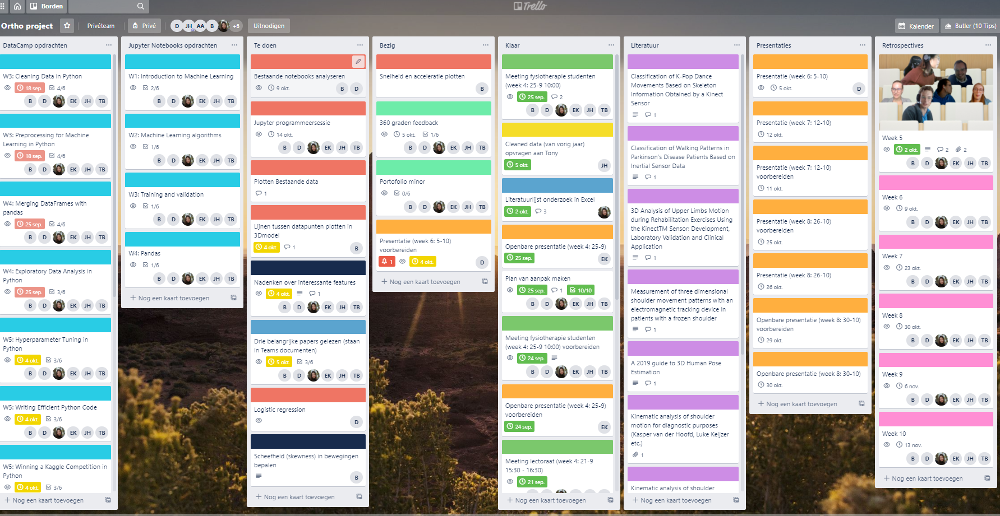 Borden
Trello
Ortho project
Privéteam
Privé
D
JH
AA
B
+6
Uitnodigen
Kalender
Butler (10 Tips)
DataCamp opdrachten
W3: Cleaning Data in Python
18 sep.
4/6
B D EK JH TB
W3: Preprocessing for Machine
Learning in Python
18 sep.
4/6
B D EK JH TB
W4: Merging DataFrames with
pandas
25 sep.
4/6
B D EK JH TB
W4: Exploratory Data Analysis in
Python
25 sep.
3/6
B D EK JH TB
W5: Hyperparameter Tuning in
Python
4 okt.
3/6
B D EK JH TB
W5: Writing Efficient Python Code
4 okt.
3/6
B D EK JH TB
W5: Winning a Kaggle Competition in
Python
4 okt.
3/6
+ Nog een kaart toevoegen
Jupyter Notebooks opdrachten
W1: Introduction to Machine Learning
2/6
B D EK JH TB
W2: Machine Learning algorithms
1/6
B D EK JH TB
W3: Training and validation
1/6
B D EK JH TB
W4: Pandas
1/6
B D EK JH TB
+ Nog een kaart toevoegen
Te doen
Bestaande notebooks analyseren
9 okt.
B D
Jupyter programmeersessie
14 okt.
B D EK JH TB
Plotten Bestaande data
1
Lijnen tussen datapunten plotten in
3Dmodel
4 okt.
1
B
Nadenken over interessante features
4 okt.
1
B D EK JH TB
Drie belangrijke papers gelezen (staan
in Teams documenten)
5 okt.
3/6
B D EK JH TB
Logistic regression
D
Scheefheid (skewness) in bewegingen
bepalen
B
+ Nog een kaart toevoegen
Bezig
Snelheid en acceleratie plotten
B
360 graden feedback
5 okt.
1/6
B D EK JH TB
Portofolio minor
0/6
B D EK JH TB
Presentatie (week 6: 5-10)
voorbereiden
1
4 okt.
D
+ Nog een kaart toevoegen
Klaar
Meeting fysiotherapie studenten
(week 4: 25-9 10:00)
25 sep.
2
B D EK JH TB
Cleaned data (van vorig jaar)
opvragen aan Tony
5 okt.
JH
Literatuurlijst onderzoek in Excel
2 okt.
3
Openbare presentatie (week 4: 25-9)
25 sep.
EK
Plan van aanpak maken
25 sep.
1
10/10
B D EK JH TB
Meeting fysiotherapie studenten
(week 4: 25-9 10:00) voorbereiden
24 sep.
B D EK JH TB
Openbare presentatie (week 4: 25-9)
voorbereiden
24 sep.
EK
Meeting lectoraat (week 4: 21-9
15:30 - 16:30)
21 sep.
+ Nog een kaart toevoegen
Literatuur
Classification of K-Pop Dance
Movements Based on Skeleton
Information Obtained by a Kinect
Sensor
1
Classification of Walking Patterns in
Parkinson's Disease Patients Based on
Inertial Sensor Data
1
3D Analysis of Upper Limbs Motion
during Rehabilitation Exercises Using
the KinectTM Sensor: Development,
Laboratory Validation and Clinical
Application
1
Measurement of three dimensional
shoulder movement patterns with an
electromagnetic tracking device in
patients with a frozen shoulder
1
A 2019 guide to 3D Human Pose
Estimation
1
Kinematic analysis of shoulder
motion for diagnostic purposes
(Kasper van der Hoofd, Luke Keijzer
etc.)
1
Kinematic analysis of shoulder
+ Nog een kaart toevoegen
Presentaties
Presentatie (week 6: 5-10)
5 okt.
D
Presentatie (week 7: 12-10)
12 okt.
Presentatie (week 7: 12-10)
voorbereiden
11 okt.
Presentatie (week 8: 26-10)
voorbereiden
25 okt.
Presentatie (week 8: 26-10)
26 okt.
Openbare presentatie (week 8: 30-10)
voorbereiden
29 okt.
Openbare presentatie (week 8: 30-10)
30 okt.
+ Nog een kaart toevoegen
Retrospectives
Week 5
2 okt.
2
2
B D EK JH TB
Week 6
9 okt.
B D EK JH TB
Week 7
23 okt.
B D EK JH TB
Week 8
30 okt.
B D EK JH TB
Week 9
6 nov.
B D EK JH TB
Week 10
13 nov.
B D EK JH TB
+ Nog een kaart toevoegen